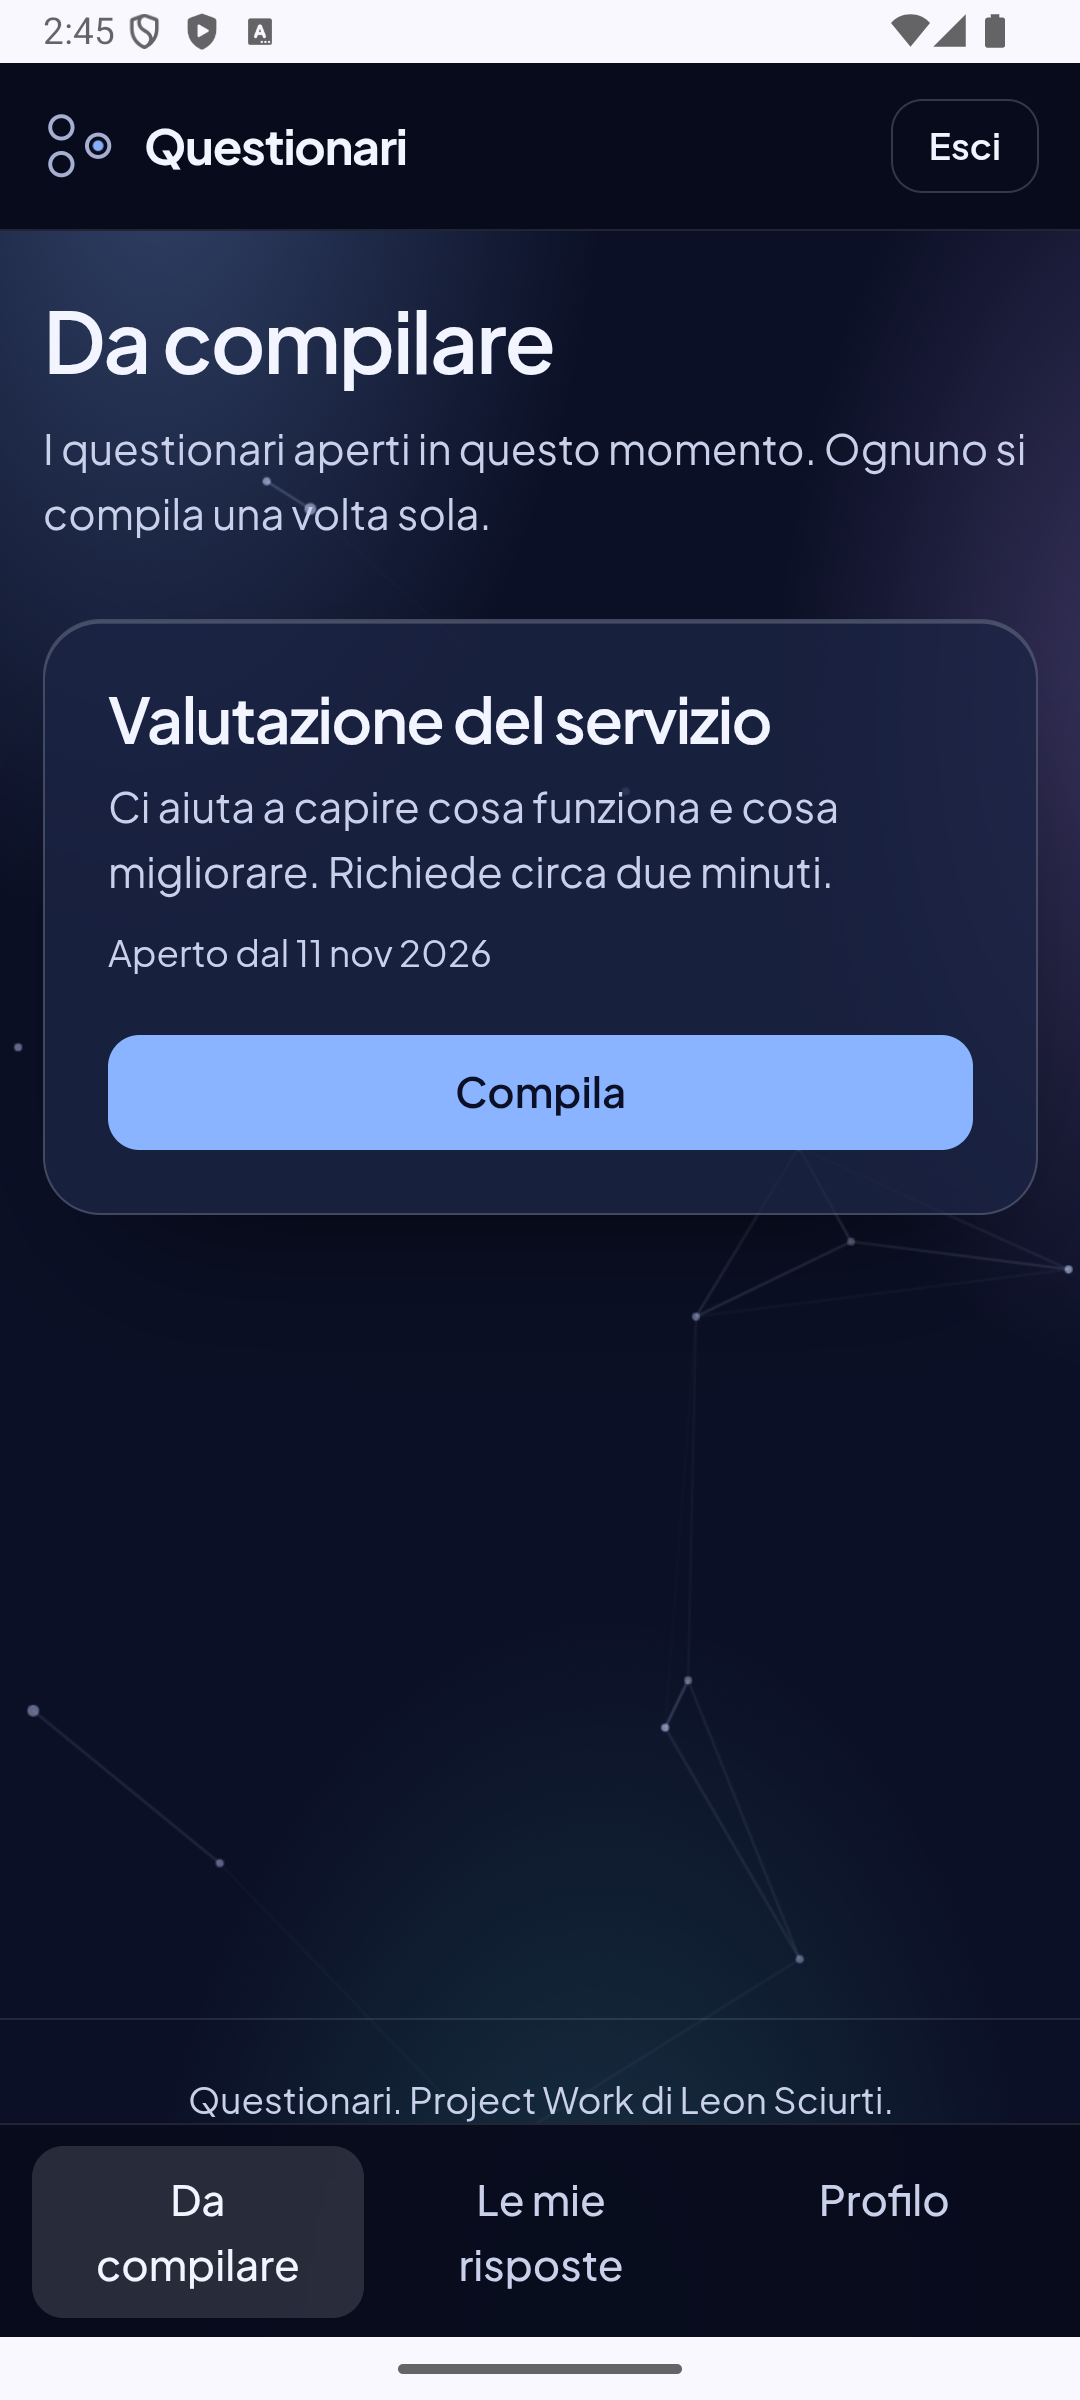 2:45
Questionari
Esci
Da compilare
I questionari aperti in questo momento. Ognuno si
compila una volta sola.
Valutazione del servizio
Ci aiuta a capire cosa funziona e cosa
migliorare. Richiede circa due minuti.
Aperto dal 11 nov 2026
Compila
Questionari. Project Work di Leon Sciurti.
Da
compilare
Le mie
risposte
Profilo